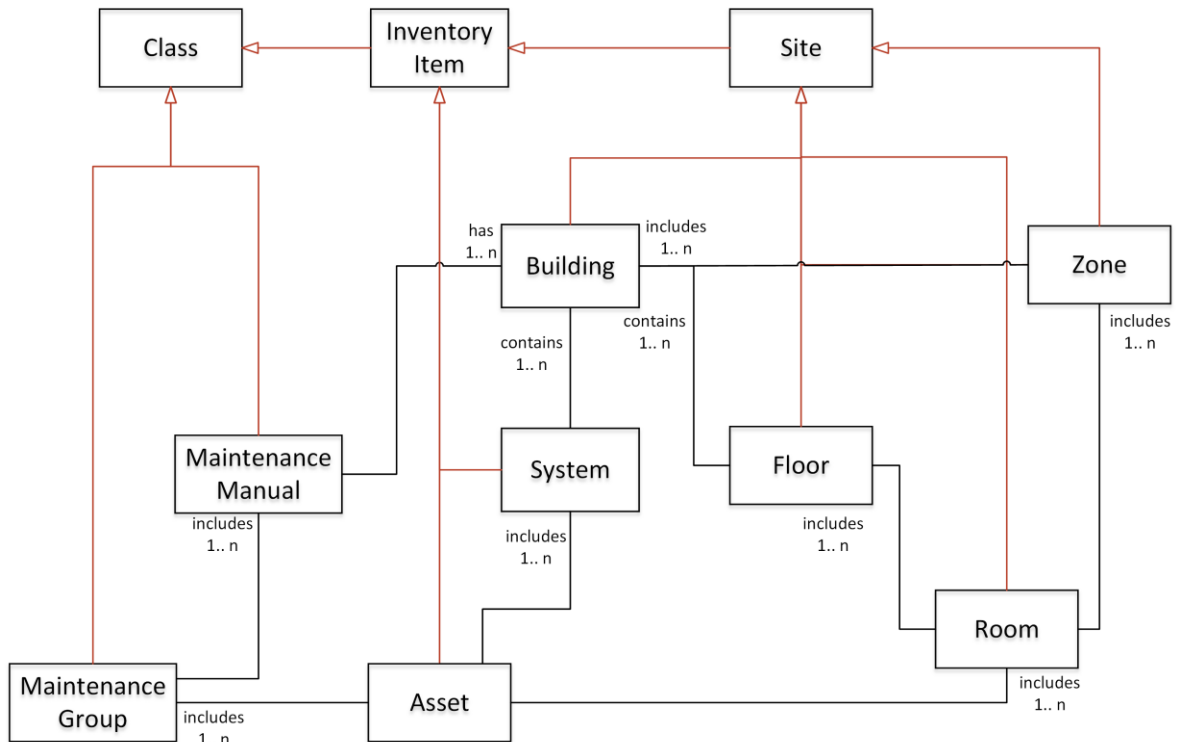 Class
Inventory
Item
Site
has
1.. n
includes
1.. n
Building
Zone
contains
1.. n
contains
1.. n
includes
1.. n
Maintenance
Manual
System
Floor
includes
1.. n
includes
1.. n
includes
1.. n
Room
Maintenance
Group
Asset
includes
1.. n
includes
1.. n